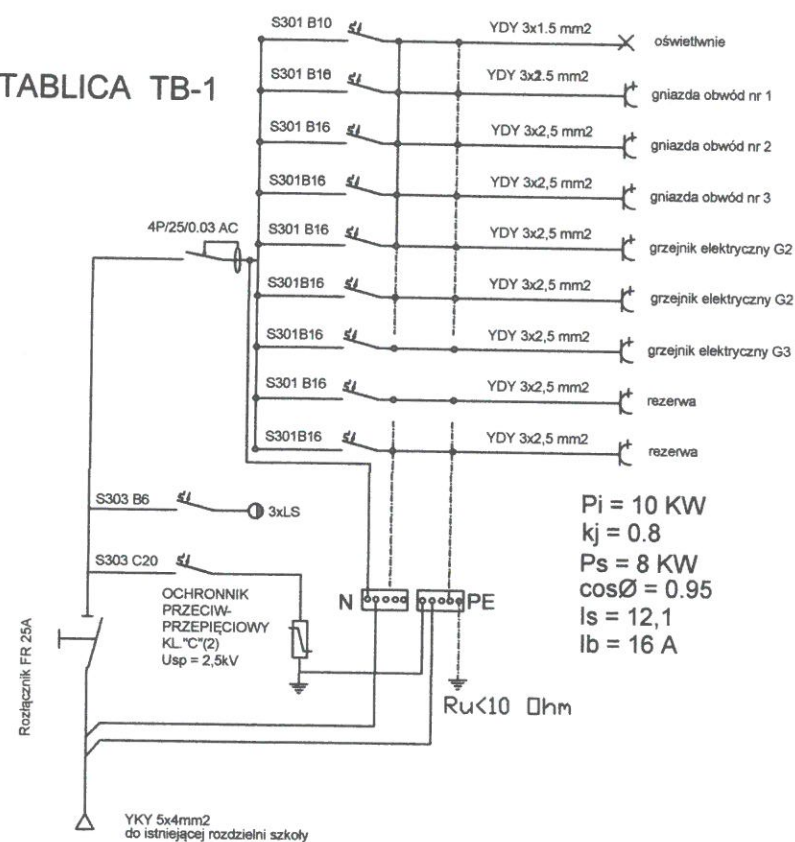 TABLICA TB-1
S301 B10 YDY 3x1.5 mm2 oświetlwnie
S301 B16 YDY 3x2.5 mm2 gniazda obwód nr 1
S301 B16 YDY 3x2,5 mm2 gniazda obwód nr 2
S301B16 YDY 3x2,5 mm2 gniazda obwód nr 3
4P/25/0.03 AC
S301 B16 YDY 3x2,5 mm2 grzejnik elektryczny G2
S301B16 YDY 3x2,5 mm2 grzejnik elektryczny G2
S301B16 YDY 3x2,5 mm2 grzejnik elektryczny G3
S301 B16 YDY 3x2,5 mm2 rezerwa
S301B16 YDY 3x2,5 mm2 rezerwa
S303 B6 3xLS
S303 C20
OCHRONNIK
PRZECIW-
PRZEPIĘCIOWY
KL."C"(2)
Usp = 2,5kV
N PE
Ru<10 Ohm
Pi = 10 KW
kj = 0.8
Ps = 8 KW
cosØ = 0.95
Is = 12,1
Ib = 16 A
Rozłącznik FR 25A
YKY 5x4mm2
do istniejącej rozdzielni szkoły